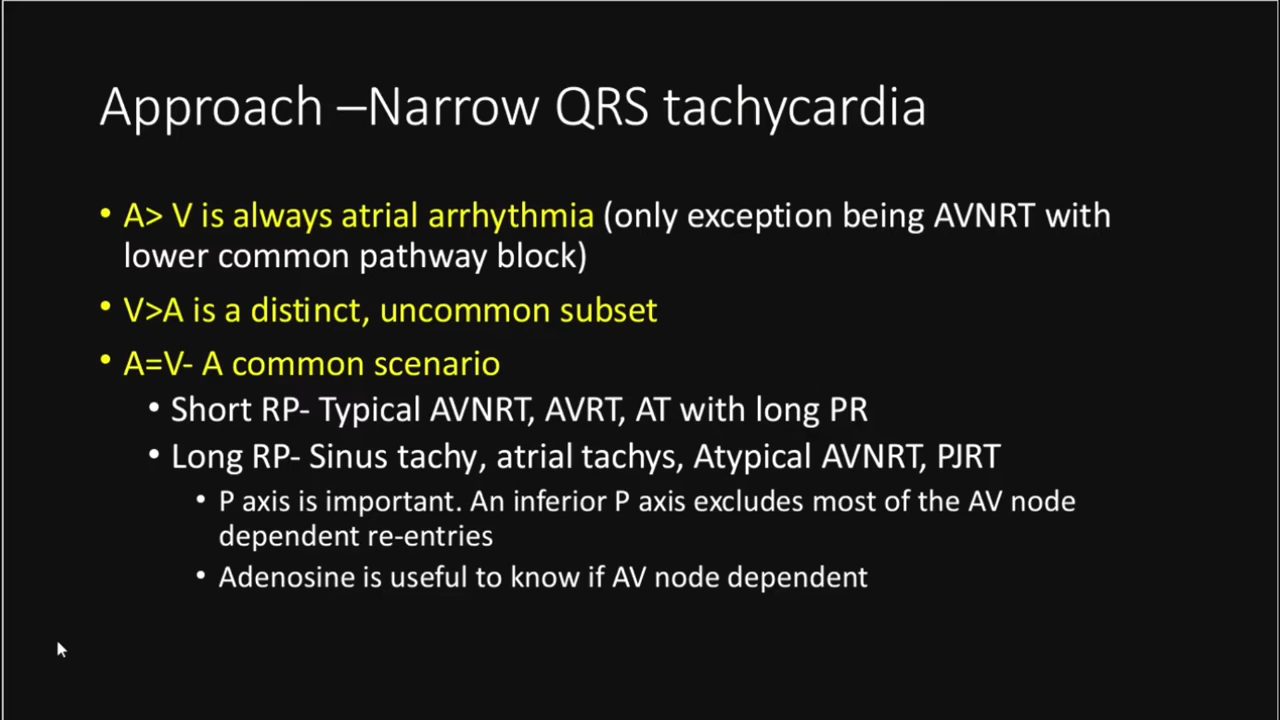 Approach –Narrow QRS tachycardia
• A> V is always atrial arrhythmia (only exception being AVNRT with
lower common pathway block)
• V>A is a distinct, uncommon subset
• A=V- A common scenario
• Short RP- Typical AVNRT, AVRT, AT with long PR
• Long RP- Sinus tachy, atrial tachys, Atypical AVNRT, PJRT
• P axis is important. An inferior P axis excludes most of the AV node
dependent re-entries
• Adenosine is useful to know if AV node dependent